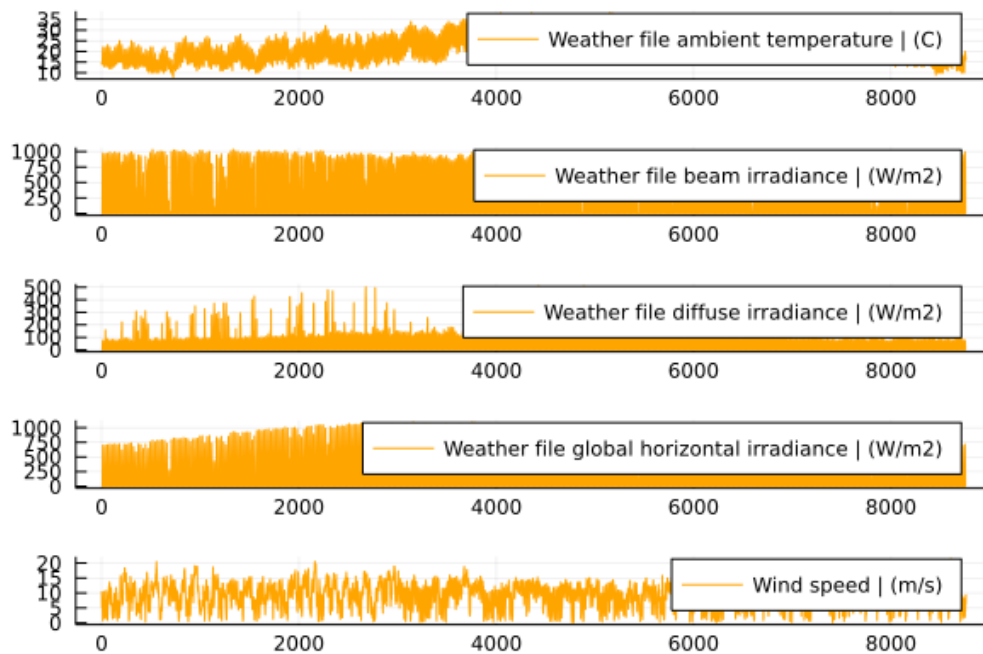 35
30
25
20
15
10
Weather file ambient temperature | (C)
0 2000 4000 6000 8000
1000
750
500
250
0
Weather file beam irradiance | (W/m2)
0 2000 4000 6000 8000
500
400
300
200
100
0
Weather file diffuse irradiance | (W/m2)
0 2000 4000 6000 8000
1000
750
500
250
0
Weather file global horizontal irradiance | (W/m2)
0 2000 4000 6000 8000
20
15
10
5
0
Wind speed | (m/s)
0 2000 4000 6000 8000